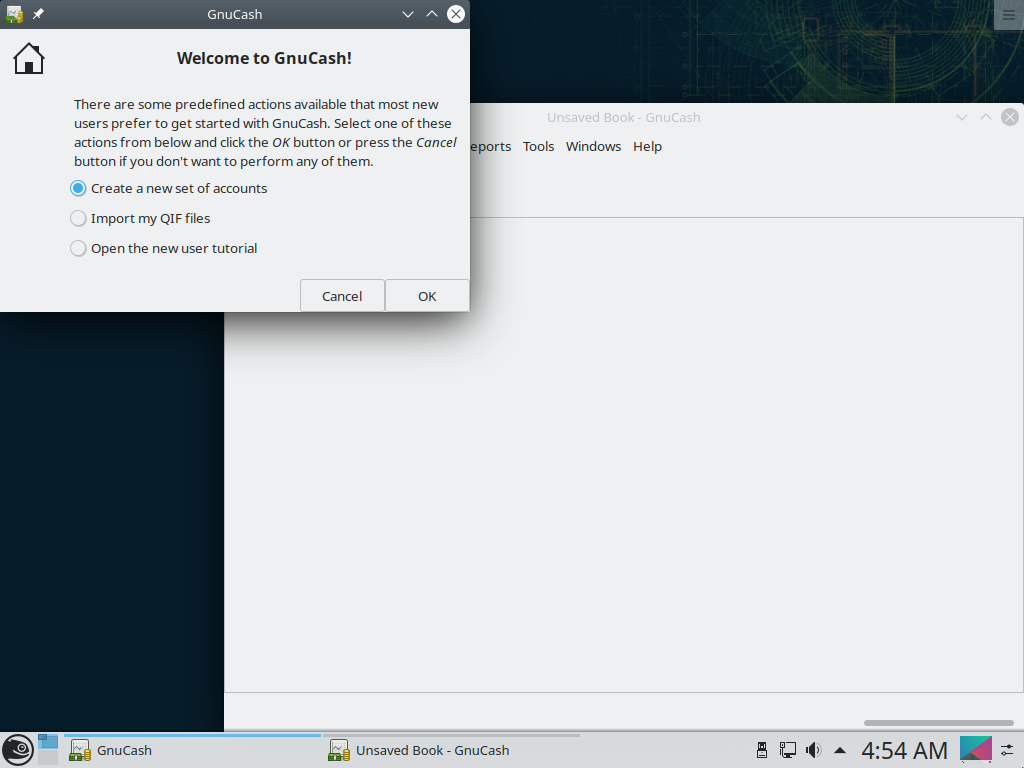 GnuCash
Welcome to GnuCash!
There are some predefined actions available that most new
users prefer to get started with GnuCash. Select one of these
actions from below and click the OK button or press the Cancel
button if you don't want to perform any of them.
Create a new set of accounts
Import my QIF files
Open the new user tutorial
Cancel OK
Unsaved Book - GnuCash
eports Tools Windows Help
GnuCash Unsaved Book - GnuCash 4:54 AM